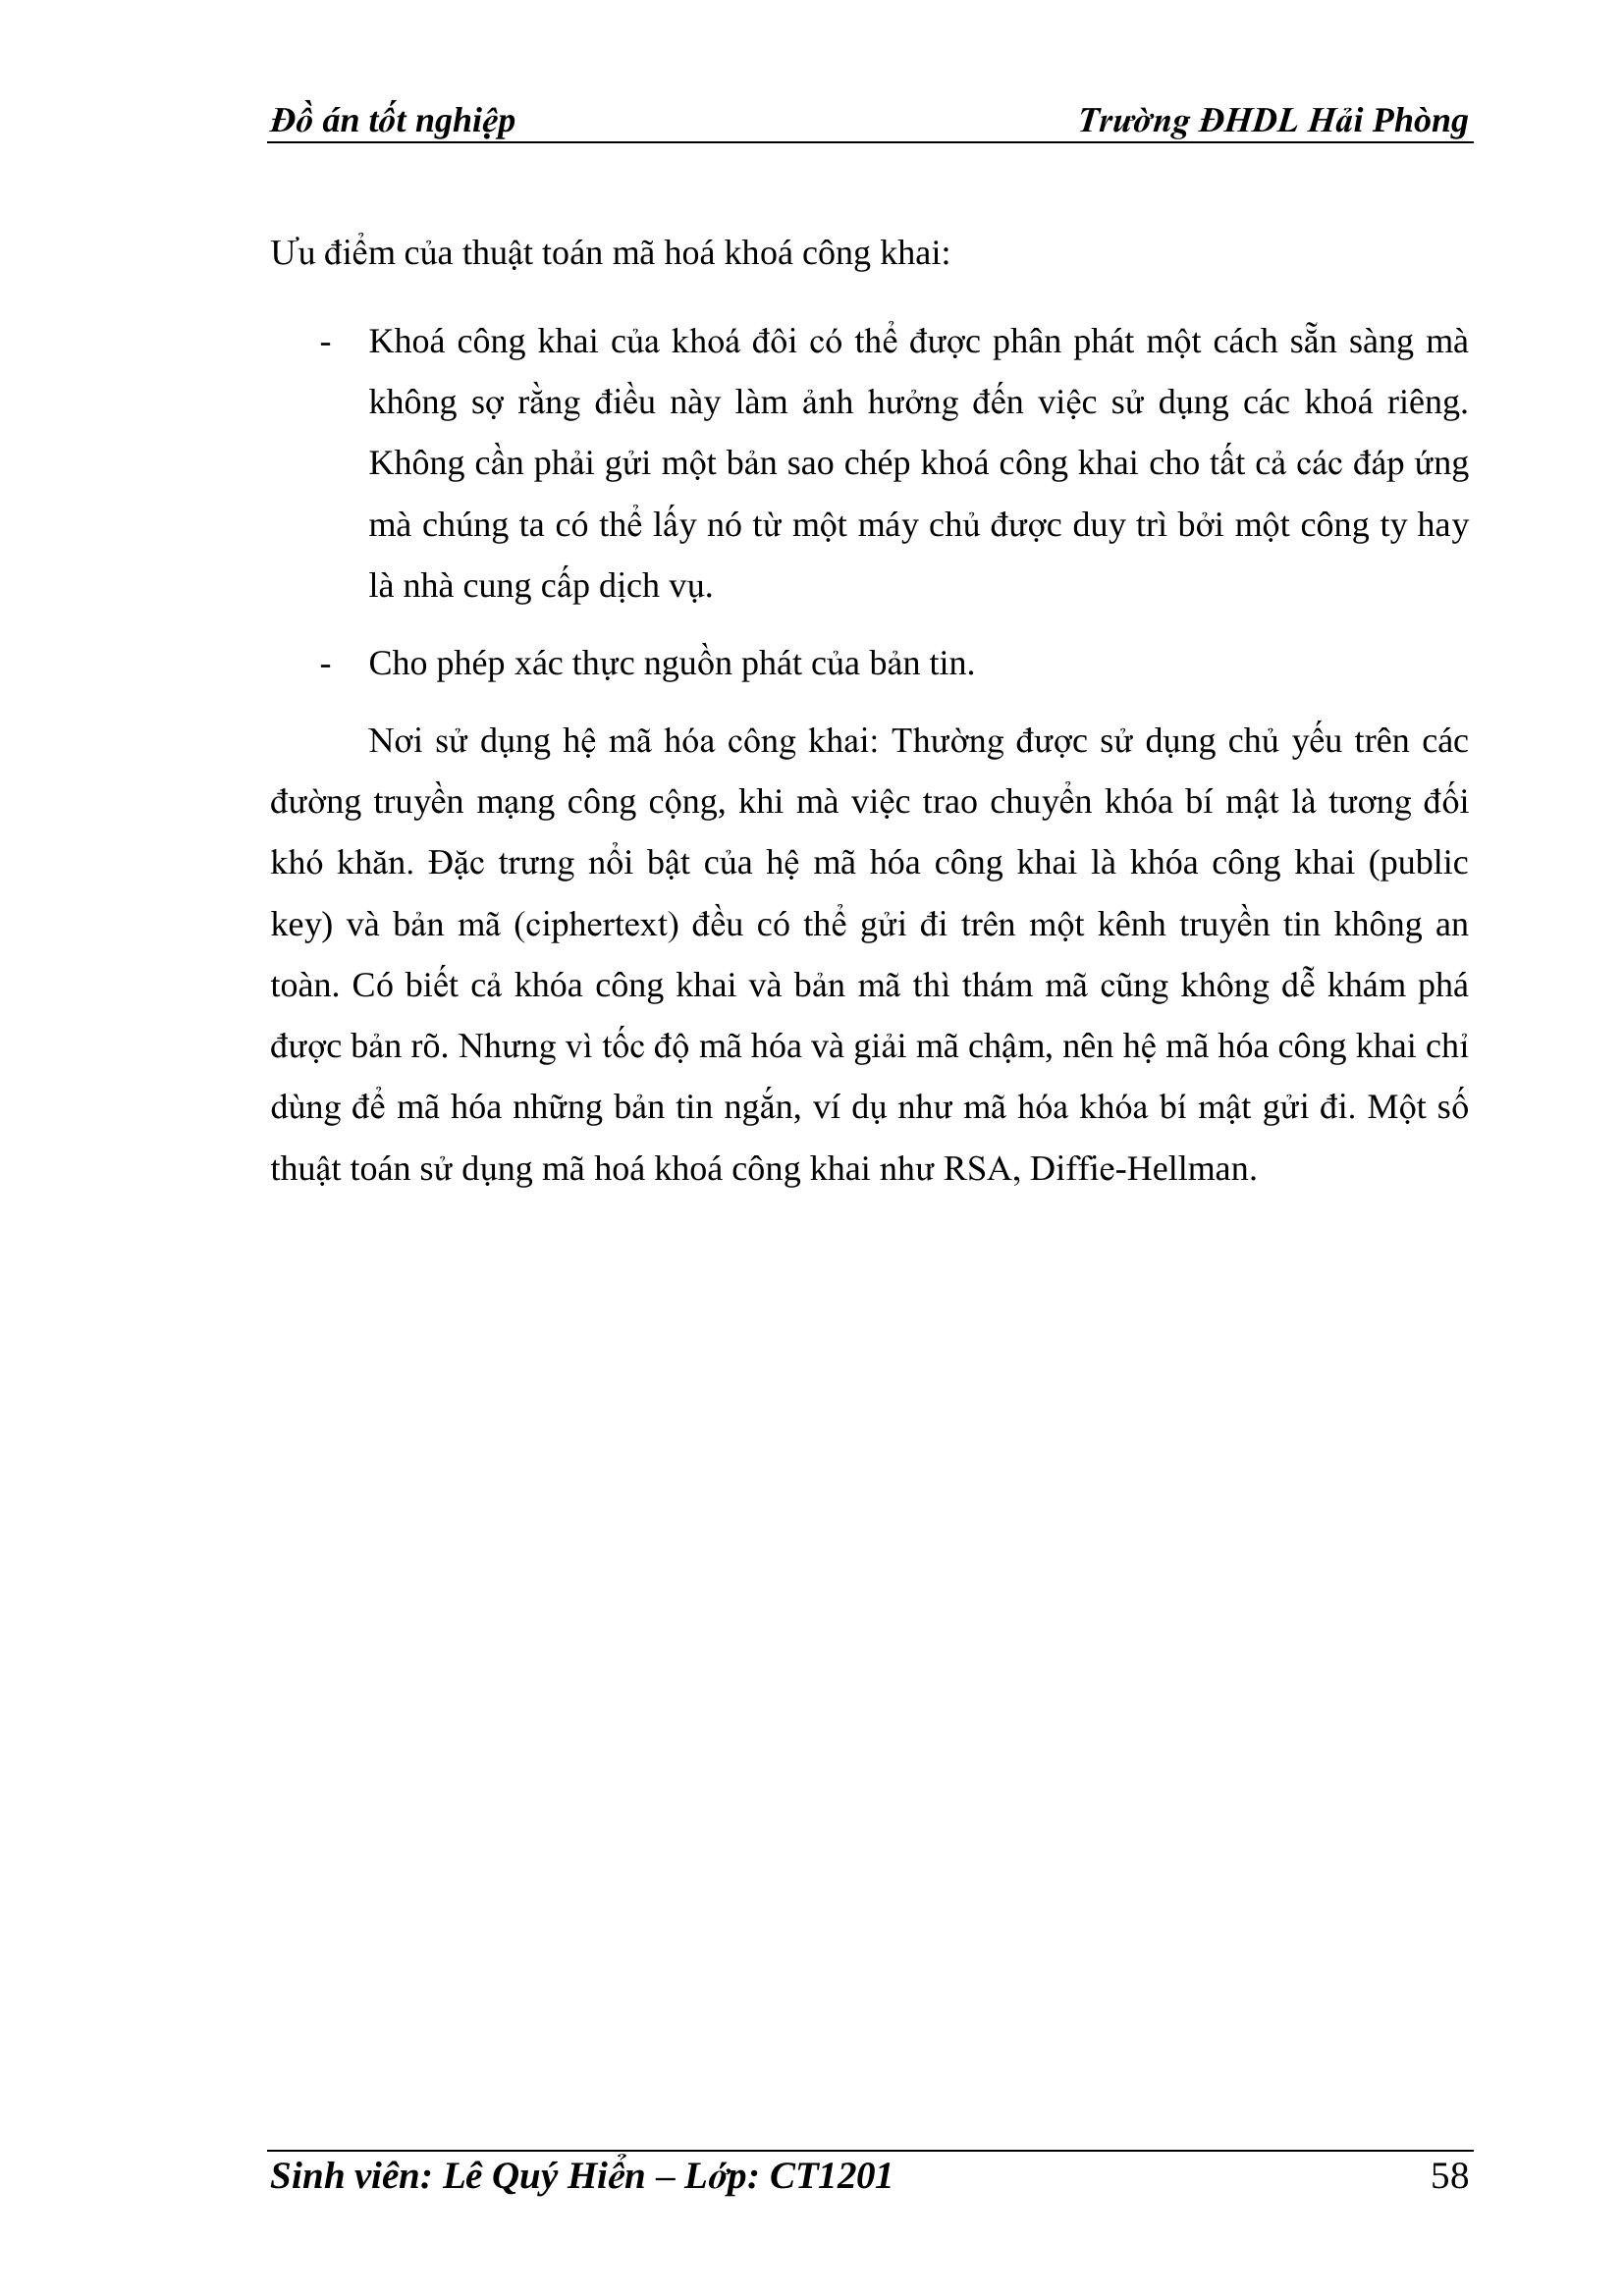 Đồ án tốt nghiệp Trường ĐHDL Hải Phòng
Ưu điểm của thuật toán mã hoá khoá công khai:
- Khoá công khai của khoá đôi có thể được phân phát một cách sẵn sàng mà
không sợ rằng điều này làm ảnh hưởng đến việc sử dụng các khoá riêng.
Không cần phải gửi một bản sao chép khoá công khai cho tất cả các đáp ứng
mà chúng ta có thể lấy nó từ một máy chủ được duy trì bởi một công ty hay
là nhà cung cấp dịch vụ.
- Cho phép xác thực nguồn phát của bản tin.
Nơi sử dụng hệ mã hóa công khai: Thường được sử dụng chủ yếu trên các
đường truyền mạng công cộng, khi mà việc trao chuyển khóa bí mật là tương đối
khó khăn. Đặc trưng nổi bật của hệ mã hóa công khai là khóa công khai (public
key) và bản mã (ciphertext) đều có thể gửi đi trên một kênh truyền tin không an
toàn. Có biết cả khóa công khai và bản mã thì thám mã cũng không dễ khám phá
được bản rõ. Nhưng vì tốc độ mã hóa và giải mã chậm, nên hệ mã hóa công khai chỉ
dùng để mã hóa những bản tin ngắn, ví dụ như mã hóa khóa bí mật gửi đi. Một số
thuật toán sử dụng mã hoá khoá công khai như RSA, Diffie-Hellman.
Sinh viên: Lê Quý Hiển – Lớp: CT1201 58